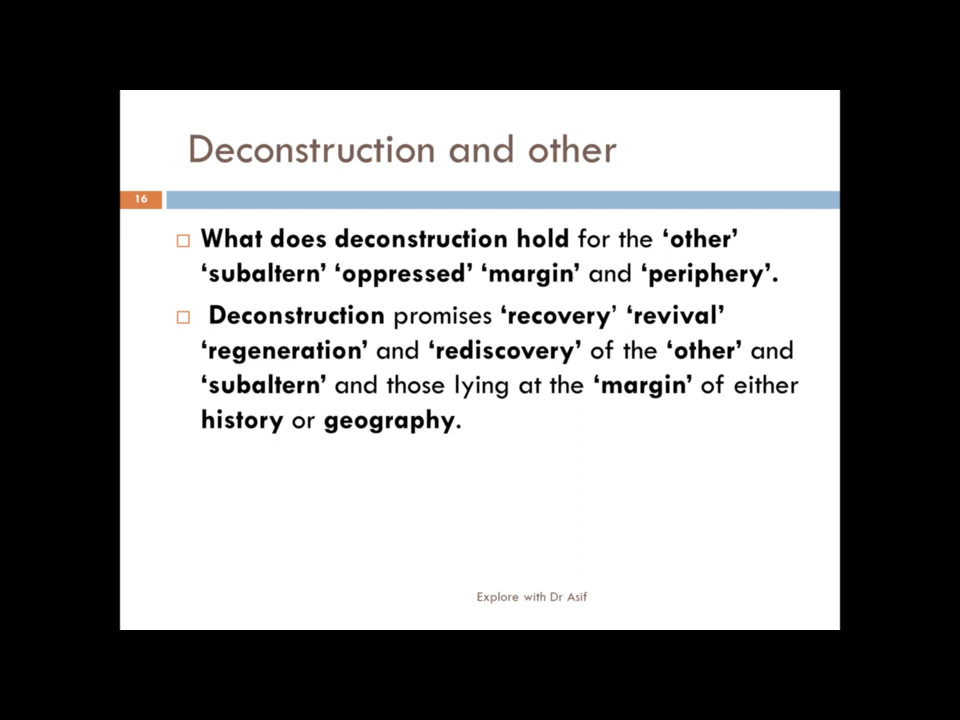 Deconstruction and other
16
What does deconstruction hold for the ‘other’
‘subaltern’ ‘oppressed’ ‘margin’ and ‘periphery’.
Deconstruction promises ‘recovery’ ‘revival’
‘regeneration’ and ‘rediscovery’ of the ‘other’ and
‘subaltern’ and those lying at the ‘margin’ of either
history or geography.
Explore with Dr Asif